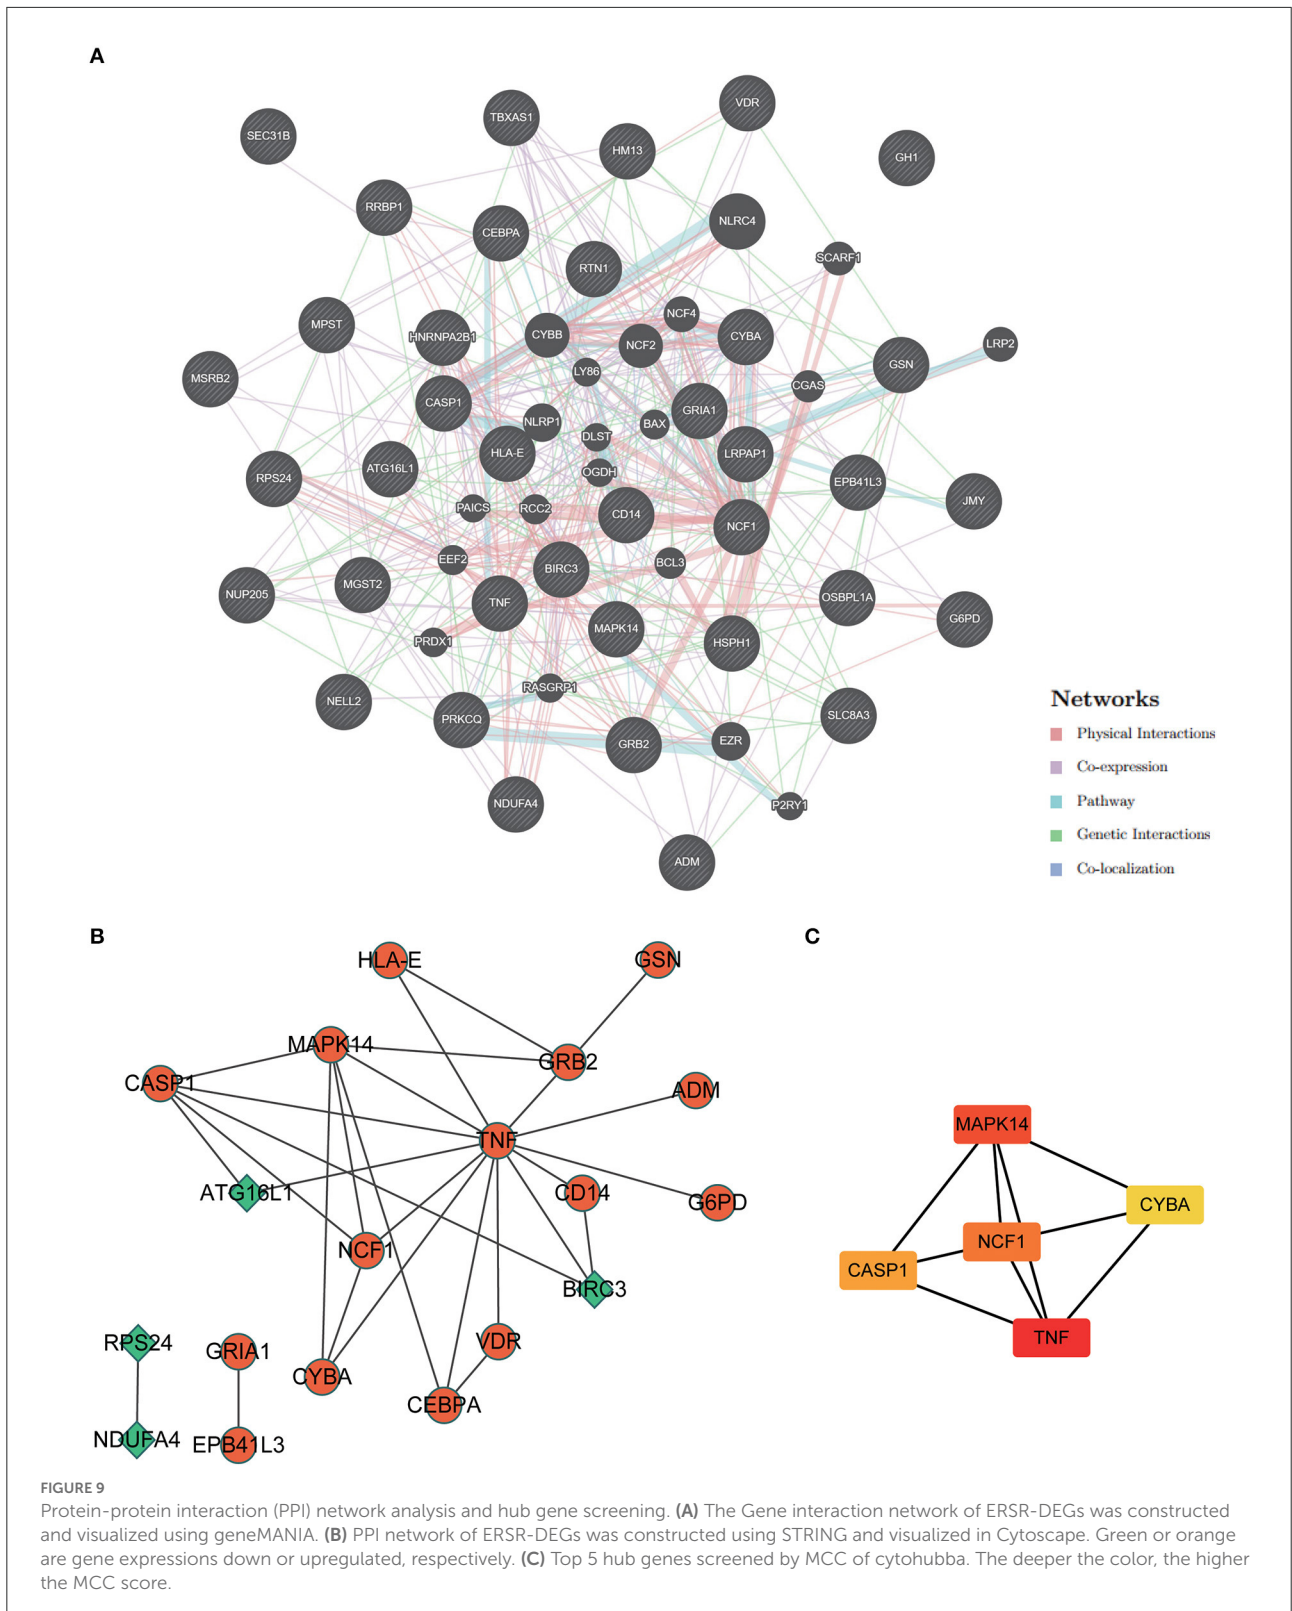 A
VDR
TBXAS1
SEC31B
HM13
GH1
RRBP1
NLRC4
CEBPA
SCARF1
RTN1
NCF4
MPST
HNRNPA2B1
CYBB
NCF2
CYBA
LRP2
GSN
LY86
MSRB2
CGAS
CASP1
GRIA1
NLRP1
BAX
DLST
HLA-E
LRPAP1
ATG16L1
OGDH
RPS24
EPB41L3
JMY
PAICS
RCC2
CD14
NCF1
EEF2
BCL3
BIRC3
MGST2
NUP205
OSBPL1A
TNF
G6PD
MAPK14
PRDX1
HSPH1
RASGRP1
NELL2
SLC8A3
PRKCQ
GRB2
EZR
NDUFA4
P2RY1
ADM
Networks
Physical Interactions
Co-expression
Pathway
Genetic Interactions
Co-localization
B
HLA-E
GSN
MAPK14
GRB2
CASP1
ADM
TNF
ATG16L1
CD14
G6PD
NCF1
BIRC3
RPS24
GRIA1
VDR
CYBA
CEBPA
NDUFA4
EPB41L3
C
MAPK14
CYBA
NCF1
CASP1
TNF
FIGURE 9
Protein-protein interaction (PPI) network analysis and hub gene screening. (A) The Gene interaction network of ERSR-DEGs was constructed
and visualized using geneMANIA. (B) PPI network of ERSR-DEGs was constructed using STRING and visualized in Cytoscape. Green or orange
are gene expressions down or upregulated, respectively. (C) Top 5 hub genes screened by MCC of cytohubba. The deeper the color, the higher
the MCC score.